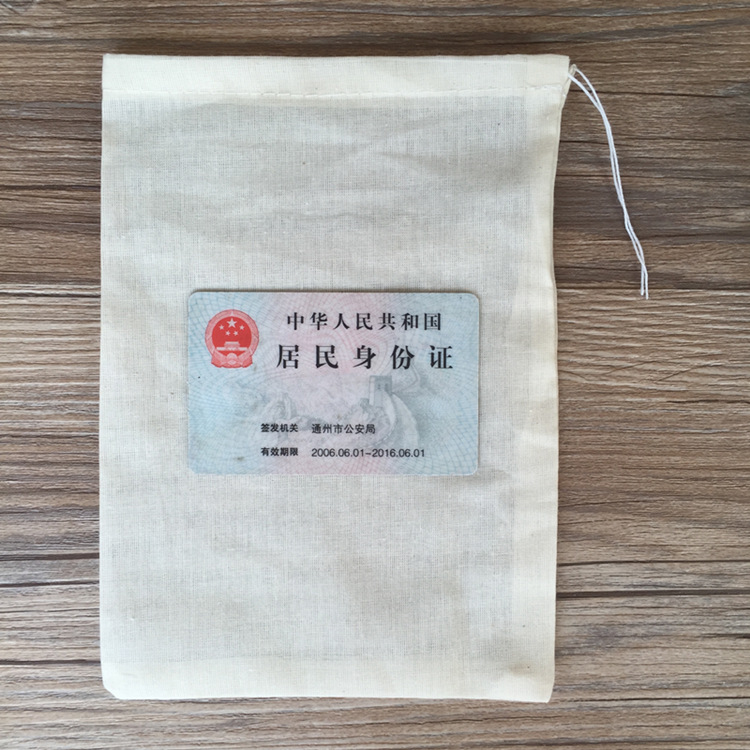 中华人民共和国
居民身份证
签发机关 通州市公安局
有效期限 2006.06.01-2016.06.01